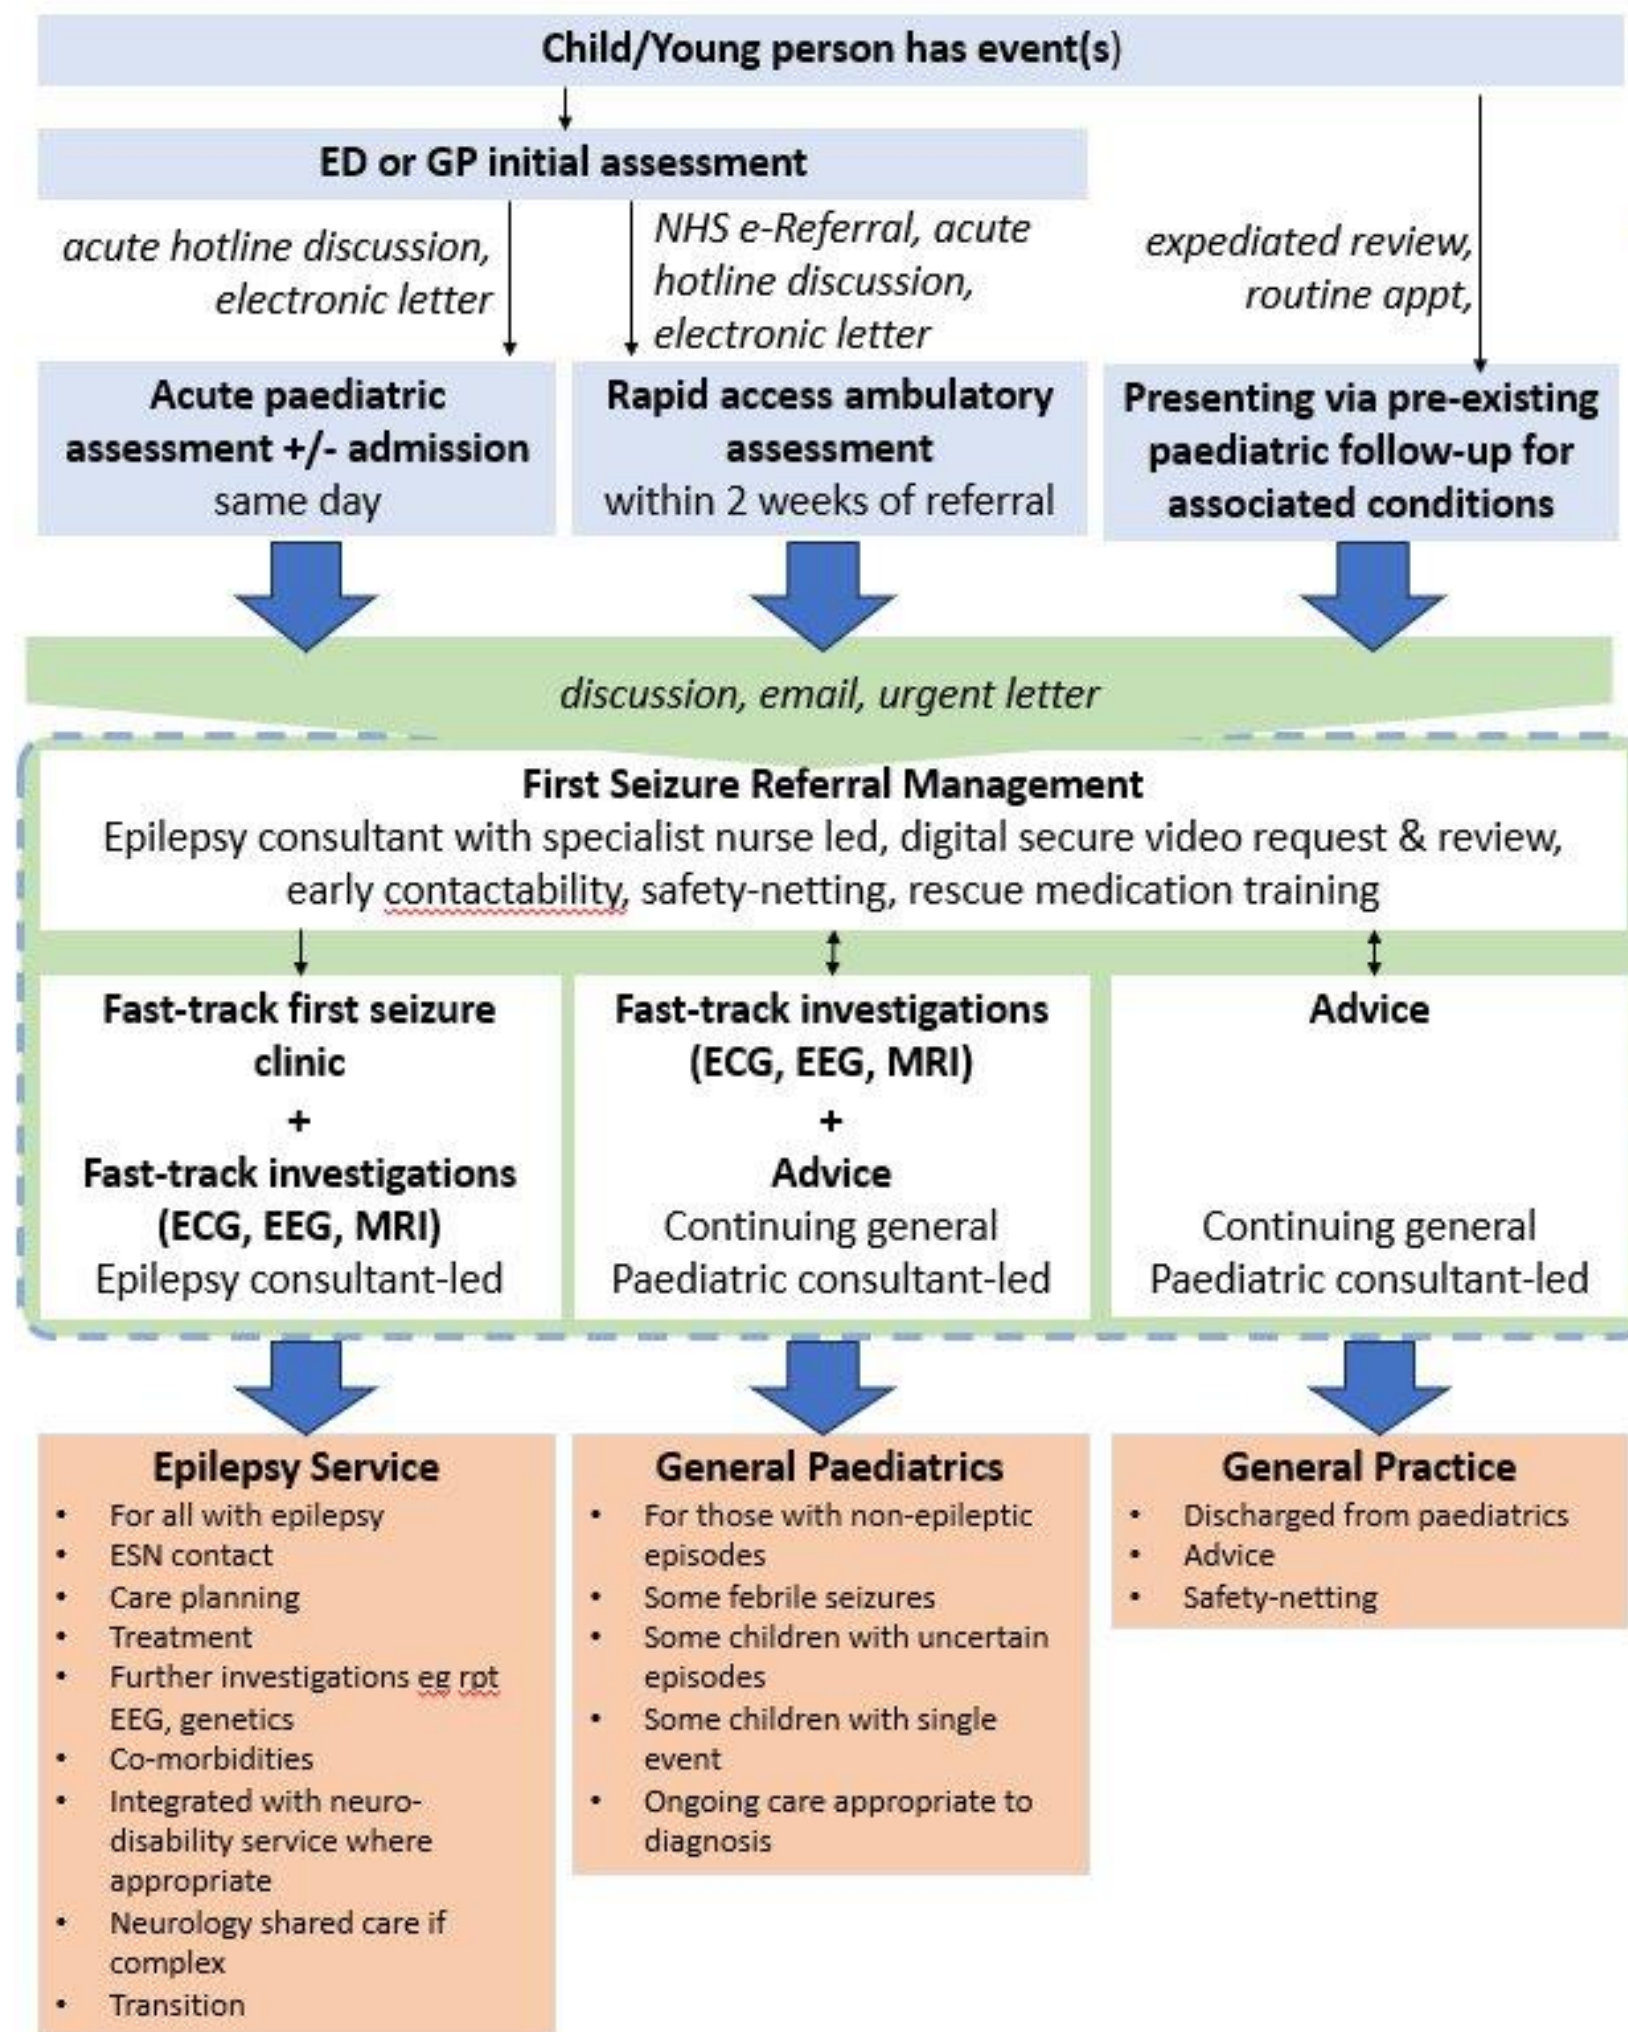 Child/Young person has event(s)
ED or GP initial assessment
acute hotline discussion,
electronic letter
NHS e-Referral, acute
hotline discussion,
electronic letter
expediated review,
routine appt,
Acute paediatric
assessment +/- admission
same day
Rapid access ambulatory
assessment
within 2 weeks of referral
Presenting via pre-existing
paediatric follow-up for
associated conditions
discussion, email, urgent letter
First Seizure Referral Management
Epilepsy consultant with specialist nurse led, digital secure video request & review,
early contactability, safety-netting, rescue medication training
Fast-track first seizure
clinic
+
Fast-track investigations
(ECG, EEG, MRI)
Epilepsy consultant-led
Fast-track investigations
(ECG, EEG, MRI)
+
Advice
Continuing general
Paediatric consultant-led
Advice
Continuing general
Paediatric consultant-led
Epilepsy Service
• For all with epilepsy
• ESN contact
• Care planning
• Treatment
• Further investigations eg rpt
EEG, genetics
• Co-morbidities
• Integrated with neuro-
disability service where
appropriate
• Neurology shared care if
complex
• Transition
General Paediatrics
• For those with non-epileptic
episodes
• Some febrile seizures
• Some children with uncertain
episodes
• Some children with single
event
• Ongoing care appropriate to
diagnosis
General Practice
• Discharged from paediatrics
• Advice
• Safety-netting